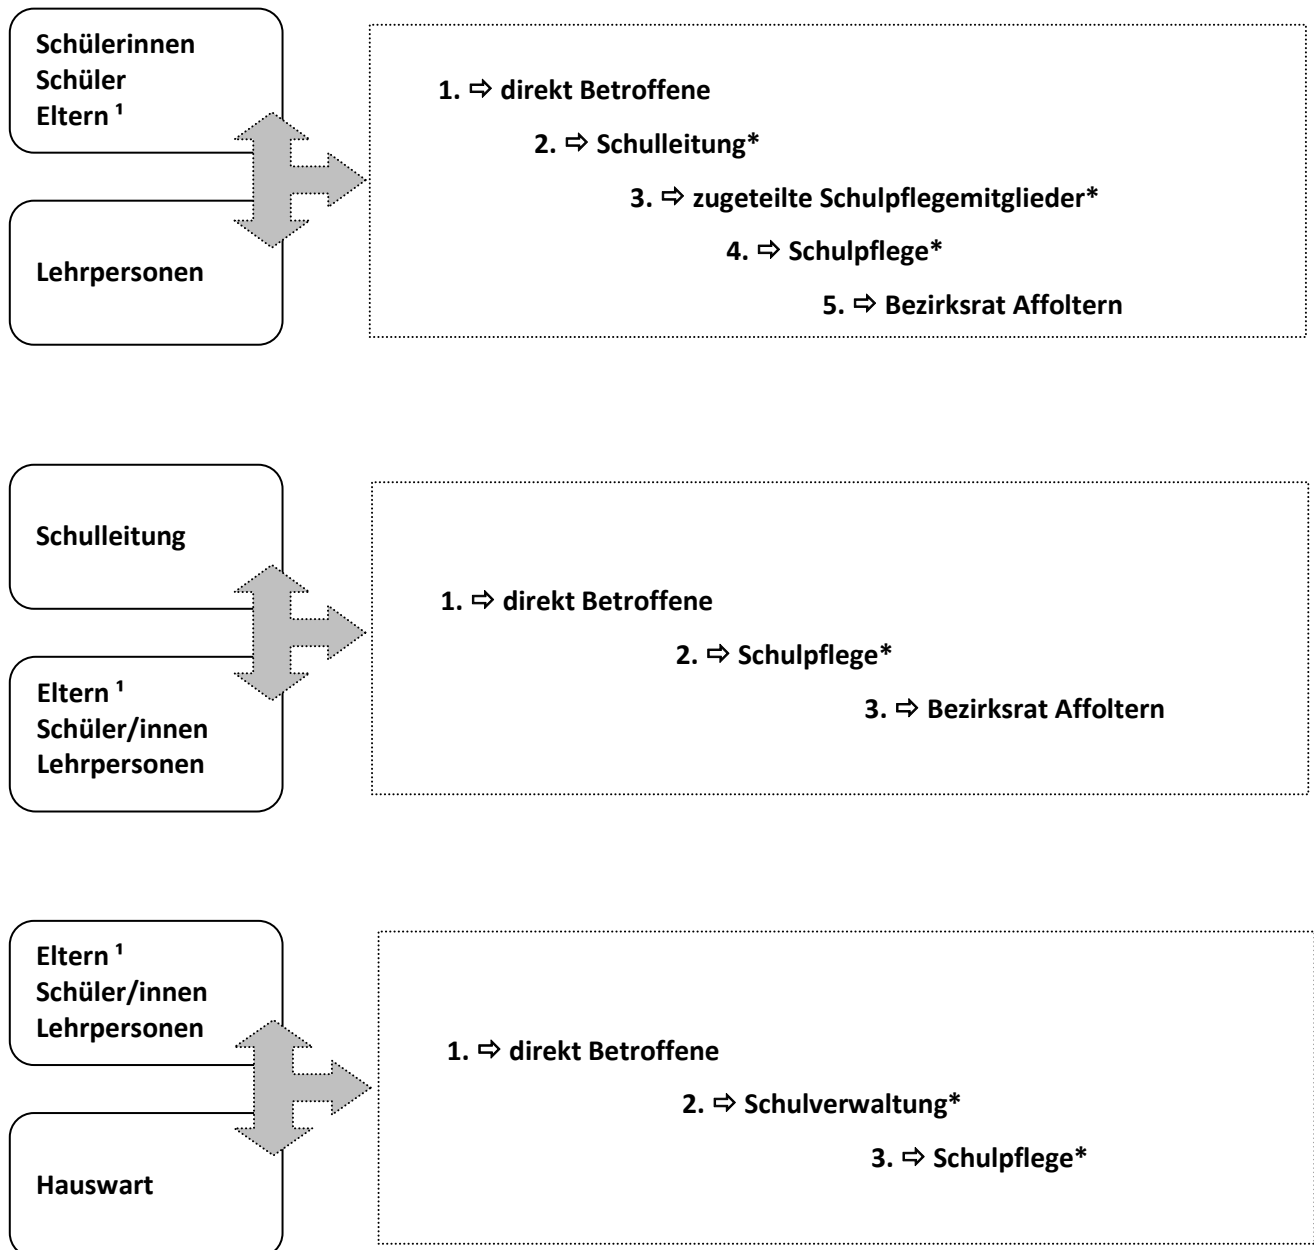 Schülerinnen
Schüler
Eltern ¹
Lehrpersonen
1. ⇨ direkt Betroffene
2. ⇨ Schulleitung*
3. ⇨ zugeteilte Schulpflegemitglieder*
4. ⇨ Schulpflege*
5. ⇨ Bezirksrat Affoltern
Schulleitung
Eltern ¹
Schüler/innen
Lehrpersonen
1. ⇨ direkt Betroffene
2. ⇨ Schulpflege*
3. ⇨ Bezirksrat Affoltern
Eltern ¹
Schüler/innen
Lehrpersonen
Hauswart
1. ⇨ direkt Betroffene
2. ⇨ Schulverwaltung*
3. ⇨ Schulpflege*